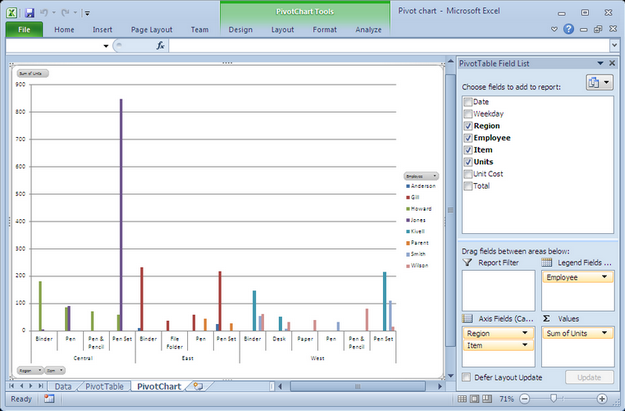 PivotChart Tools
Pivot chart - Microsoft Excel
File Home Insert Page Layout Team Design Layout Format Analyze
fx
Sum of Units
900
800
700
600
500
400
300
200
100
0
Binder Pen Pen & Pencil Pen Set Binder File Folder Pen Pen Set Binder Desk Paper Pen Pen & Pencil Pen Set
Central East West
Region Item
Employee
Anderson
Gill
Howard
Jones
Kivell
Parent
Smith
Wilson
PivotTable Field List
Choose fields to add to report:
Date
Weekday
Region
Employee
Item
Units
Unit Cost
Total
Drag fields between areas below:
Report Filter
Legend Fields ...
Employee
Axis Fields (Ca...
Σ Values
Region
Sum of Units
Item
Defer Layout Update
Update
Data PivotTable PivotChart
Ready
71%